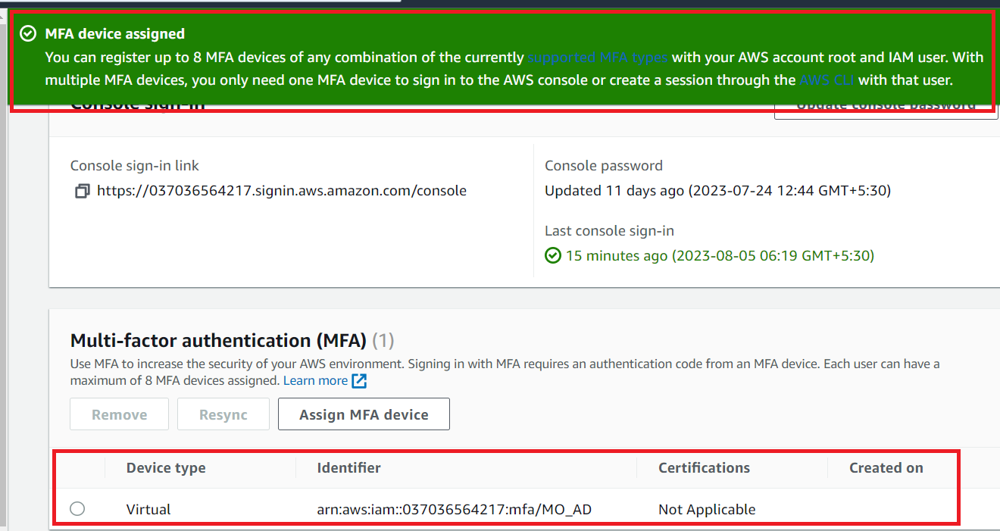 MFA device assigned
You can register up to 8 MFA devices of any combination of the currently supported MFA types with your AWS account root and IAM user. With
multiple MFA devices, you only need one MFA device to sign in to the AWS console or create a session through the AWS CLI with that user.
Console sign-in
Update console password
Console sign-in link
https://037036564217.signin.aws.amazon.com/console
Console password
Updated 11 days ago (2023-07-24 12:44 GMT+5:30)
Last console sign-in
15 minutes ago (2023-08-05 06:19 GMT+5:30)
Multi-factor authentication (MFA) (1)
Use MFA to increase the security of your AWS environment. Signing in with MFA requires an authentication code from an MFA device. Each user can have a
maximum of 8 MFA devices assigned. Learn more
Remove Resync Assign MFA device
Device type Identifier Certifications Created on
Virtual arn:aws:iam::037036564217:mfa/MO_AD Not Applicable